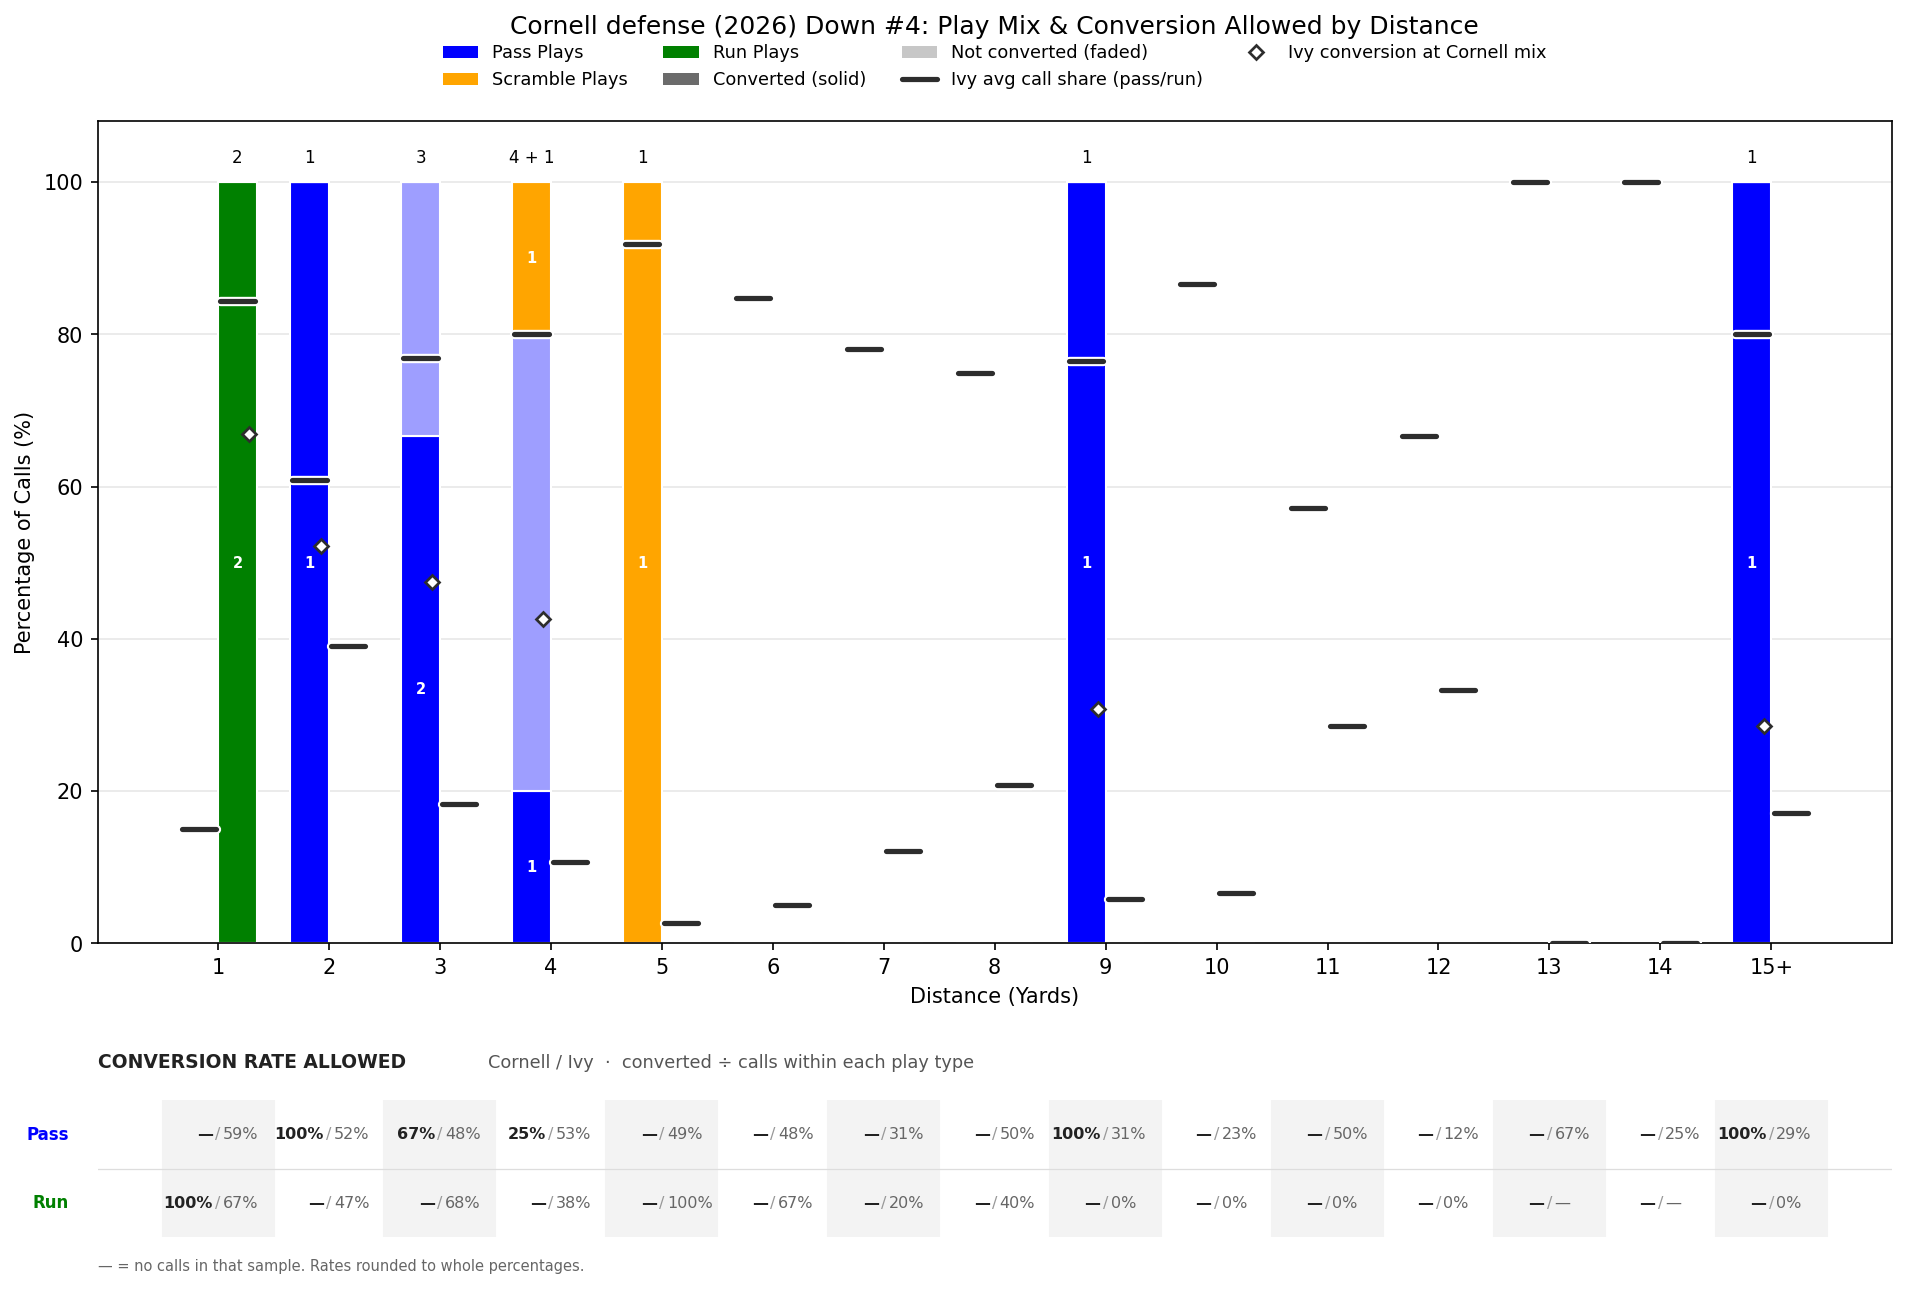 Cornell defense (2026) Down #4: Play Mix & Conversion Allowed by Distance
Pass Plays
Run Plays
Not converted (faded)
Ivy conversion at Cornell mix
Scramble Plays
Converted (solid)
Ivy avg call share (pass/run)
2
1
3
4 + 1
1
1
1
Percentage of Calls (%)
100
80
60
40
20
0
2
1
2
1
1
1
1
1
1 2 3 4 5 6 7 8 9 10 11 12 13 14 15+
Distance (Yards)
CONVERSION RATE ALLOWED Cornell / Ivy · converted ÷ calls within each play type
Pass —/59% 100%/52% 67%/48% 25%/53% —/49% —/48% —/31% —/50% 100%/31% —/23% —/50% —/12% —/67% —/25% 100%/29%
Run 100%/67% —/47% —/68% —/38% —/100% —/67% —/20% —/40% —/0% —/0% —/0% —/0% —/— —/— —/0%
— = no calls in that sample. Rates rounded to whole percentages.